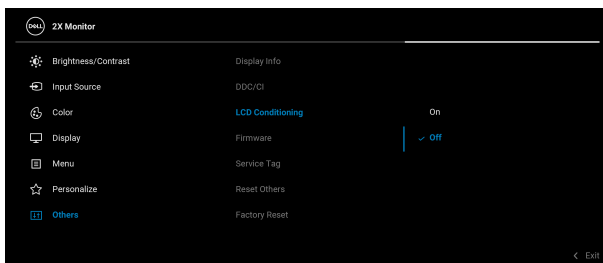 DELL 2X Monitor
Brightness/Contrast Display Info
Input Source DDC/CI
Color LCD Conditioning On
Display Firmware Off
Menu Service Tag
Personalize Reset Others
Others Factory Reset
Exit